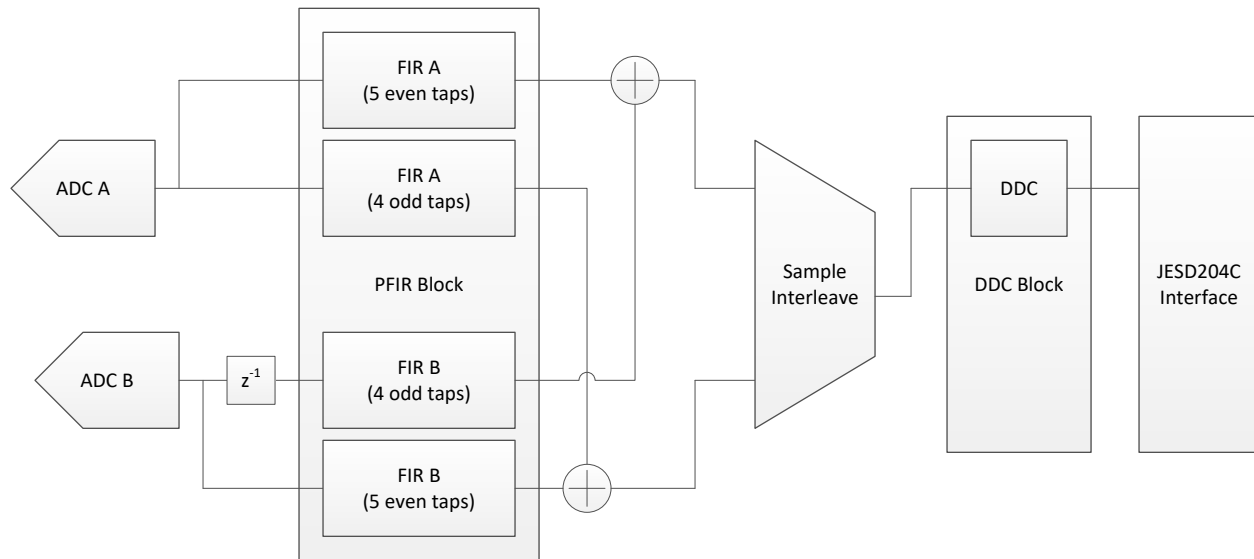 FIR A
(5 even taps)
ADC A
FIR A
(4 odd taps)
DDC
PFIR Block
Sample
Interleave
DDC Block
JESD204C
Interface
ADC B
z-1
FIR B
(4 odd taps)
FIR B
(5 even taps)